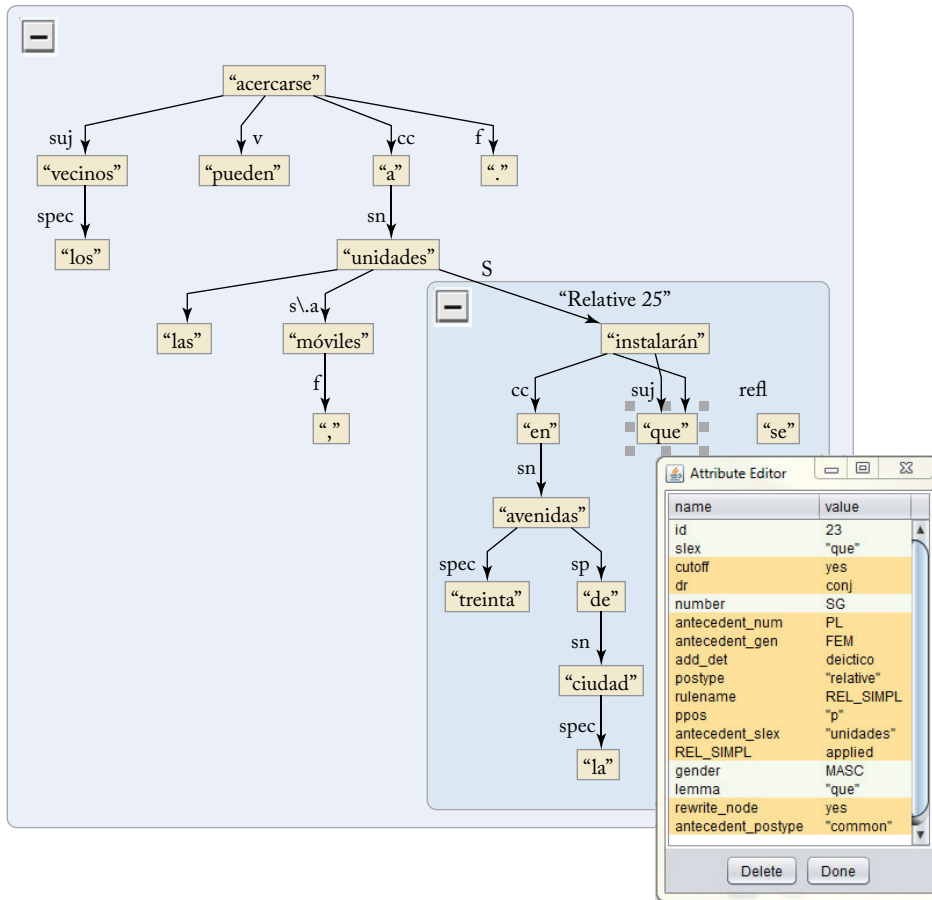 “acercarse”
suj v cc f
“vecinos” “pueden” “a” “.”
spec sn
“los” “unidades”
S
“Relative 25”
s\.a
“las” “móviles” “instalarán”
f cc suj refl
“,” “en” “que” “se”
sn
“avenidas”
spec sp
“treinta” “de”
sn
“ciudad”
spec
“la”
Attribute Editor
name value
id 23
slex "que"
cutoff yes
dr conj
number SG
antecedent_num PL
antecedent_gen FEM
add_det deictico
postype "relative"
rulename REL_SIMPL
ppos "p"
antecedent_slex "unidades"
REL_SIMPL applied
gender MASC
lemma "que"
rewrite_node yes
antecedent_postype "common"
Delete Done